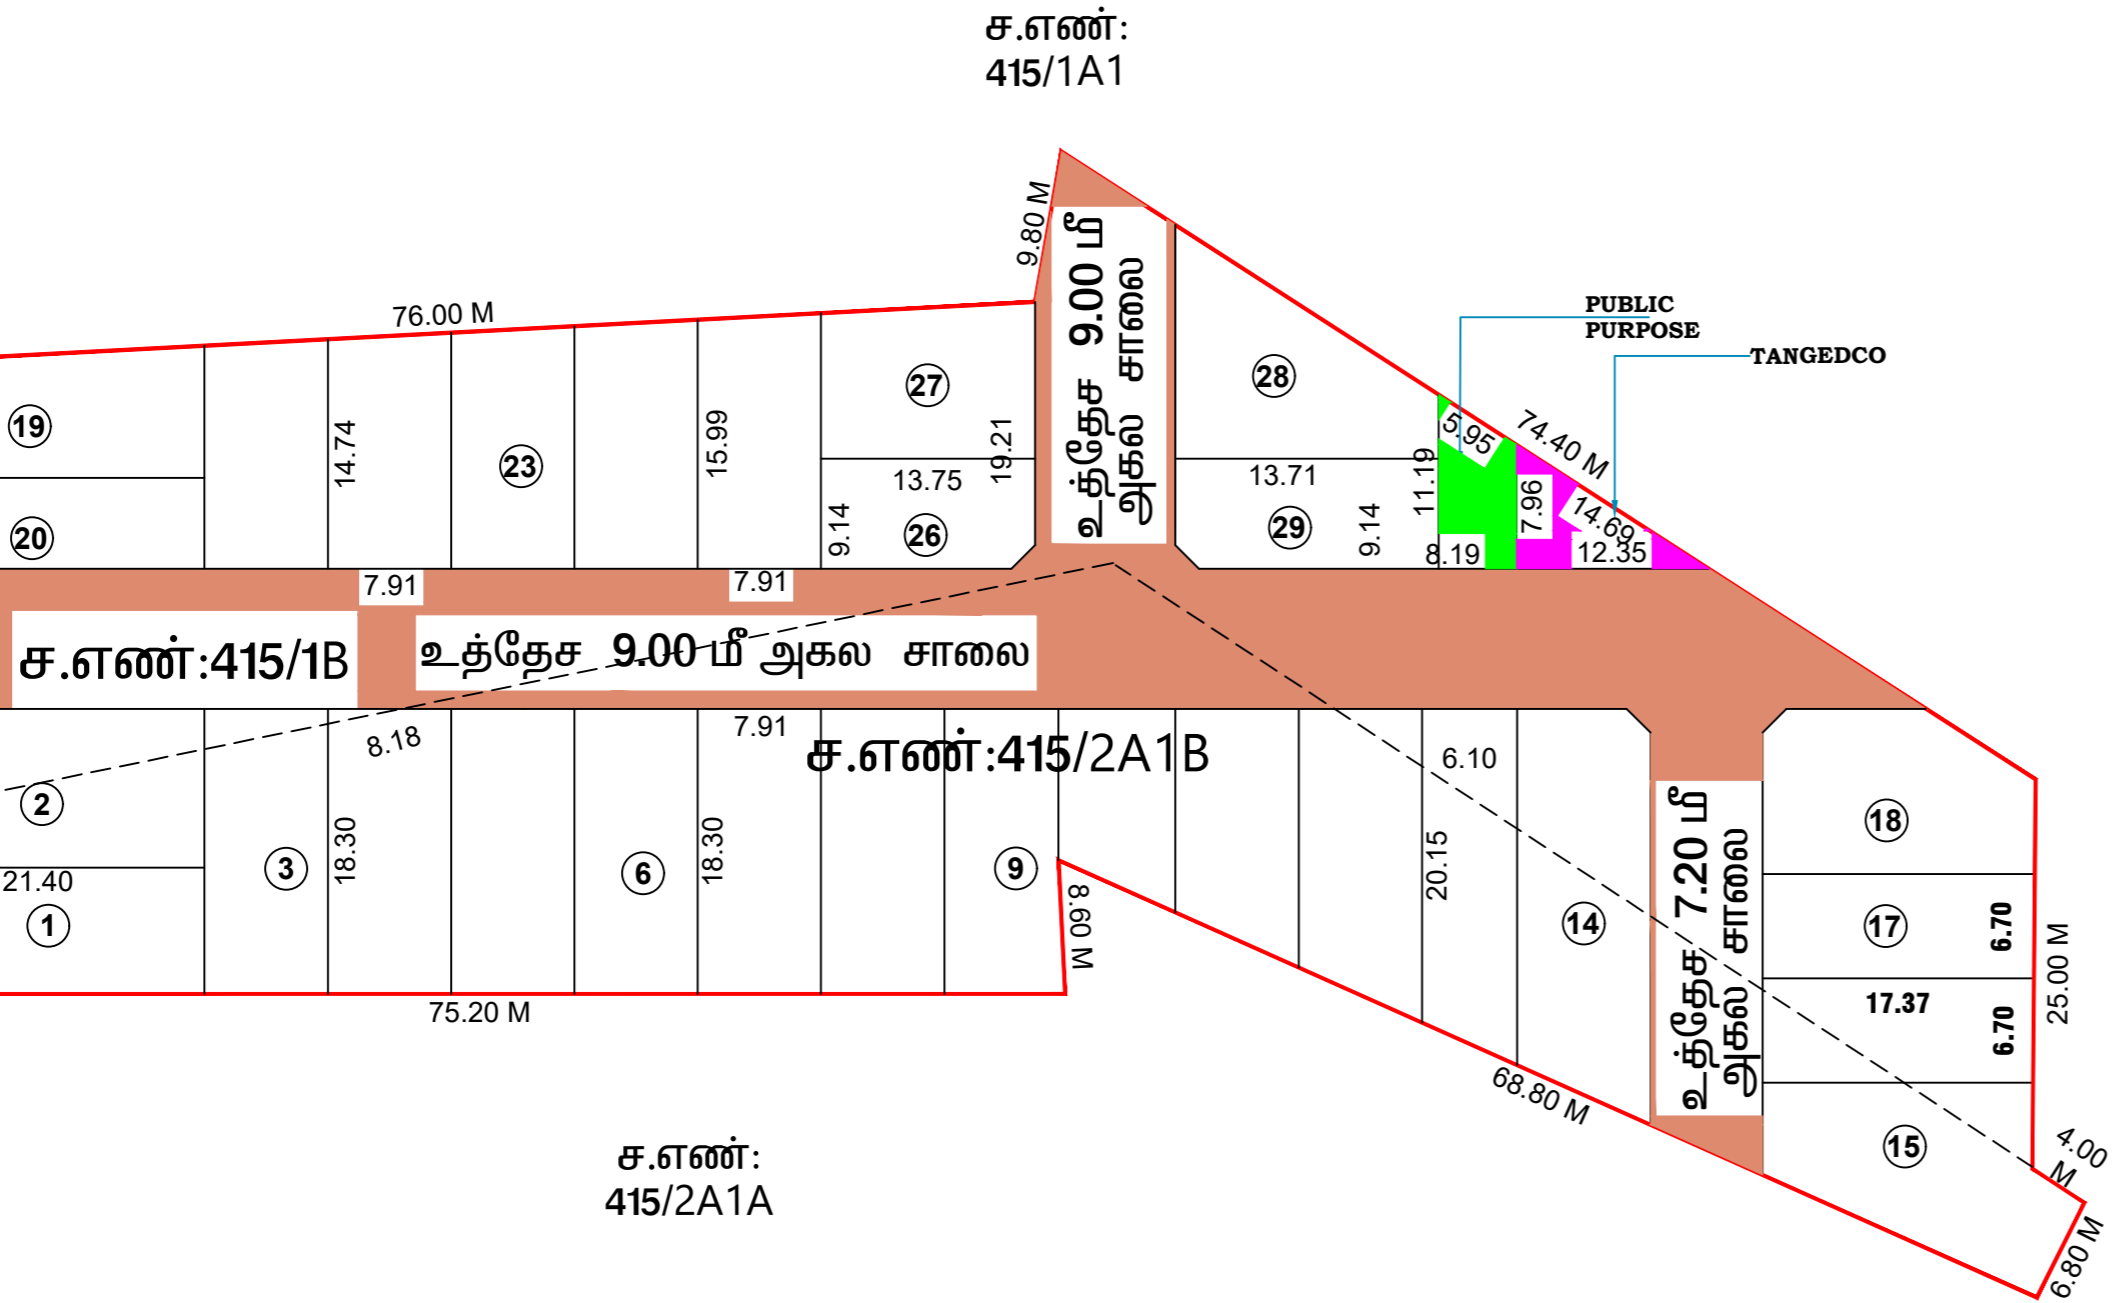 ச.எண்:
415/1A1
9.80 M
76.00 M
உத்தேச 9.00 மீ
அகல சாலை
PUBLIC
PURPOSE
TANGEDCO
19
20
14.74
23
15.99
27
19.21
13.75
9.14
26
28
13.71
29
9.14
11.19
5.95
74.40 M
7.96
14.69
8.19
12.35
7.91
7.91
ச.எண்:415/1B
உத்தேச 9.00 மீ அகல சாலை
8.18
7.91
ச.எண்:415/2A1B
6.10
2
21.40
1
3
18.30
6
18.30
9
8.60 M
20.15
14
உத்தேச 7.20 மீ
அகல சாலை
18
17
6.70
17.37
6.70
25.00 M
15
4.00
M
6.80 M
75.20 M
68.80 M
ச.எண்:
415/2A1A